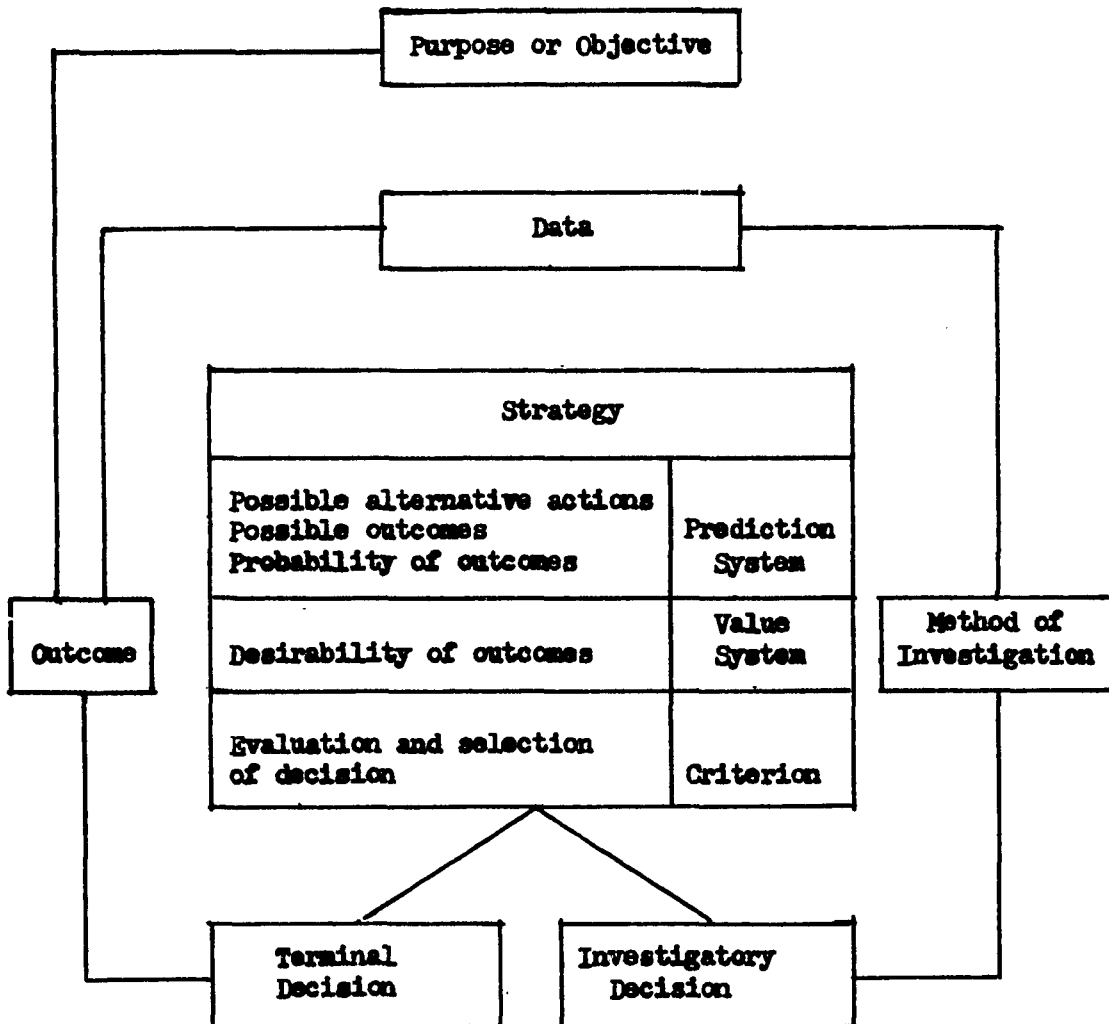 Purpose or Objective
Data
Strategy
Possible alternative actions
Possible outcomes
Probability of outcomes
Prediction
System
Outcome
Desirability of outcomes
Value
System
Method of
Investigation
Evaluation and selection
of decision
Criterion
Terminal
Decision
Investigatory
Decision